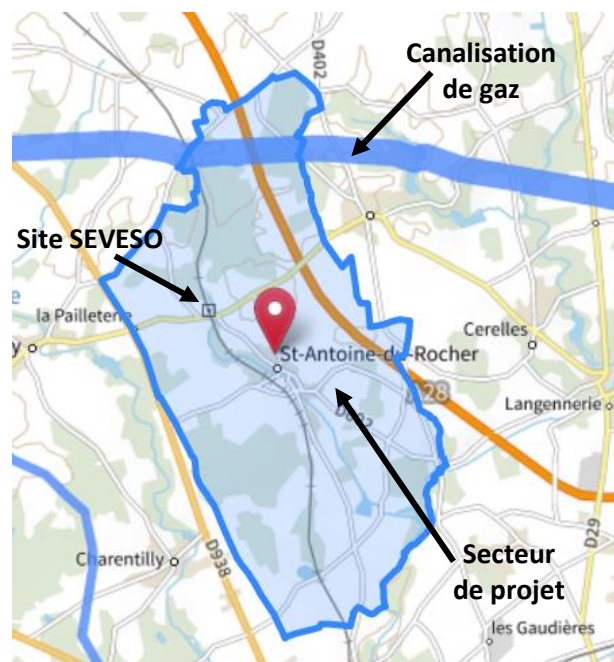 D402
Canalisation
de gaz
Site SEVESO
la Pailleterie
y
St-Antoine-du-Rocher
Cerelles
28
Langennerie
D29
D938
Charentilly
Secteur
de projet
les Gaudières